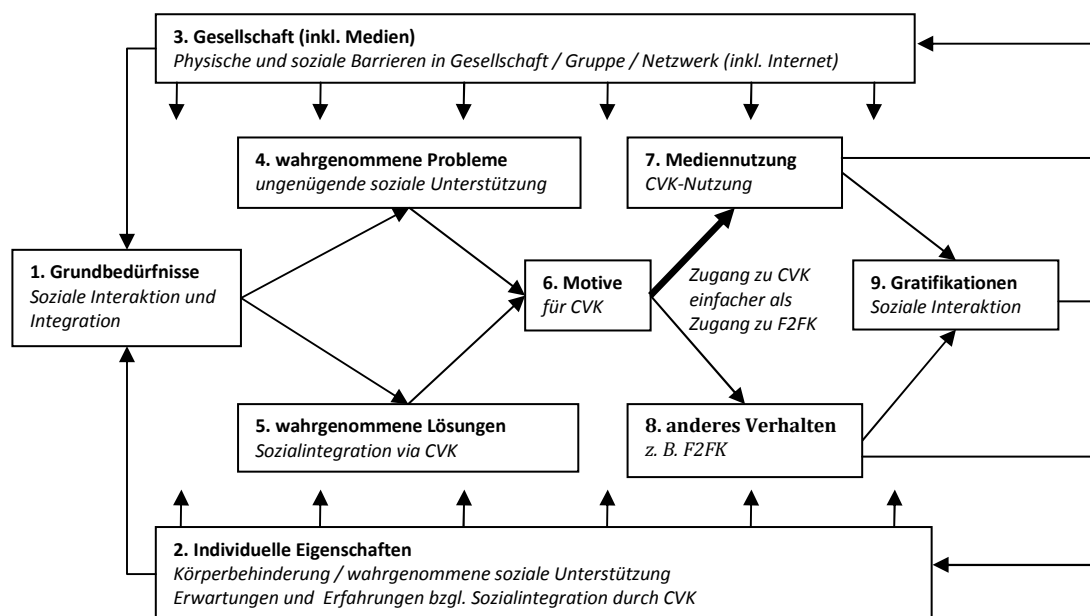 3. Gesellschaft (inkl. Medien)
Physische und soziale Barrieren in Gesellschaft / Gruppe / Netzwerk (inkl. Internet)
4. wahrgenommene Probleme
ungenügende soziale Unterstützung
7. Mediennutzung
CVK-Nutzung
1. Grundbedürfnisse
Soziale Interaktion und
Integration
6. Motive
für CVK
Zugang zu CVK
einfacher als
Zugang zu F2FK
9. Gratifikationen
Soziale Interaktion
5. wahrgenommene Lösungen
Sozialintegration via CVK
8. anderes Verhalten
z. B. F2FK
2. Individuelle Eigenschaften
Körperbehinderung / wahrgenommene soziale Unterstützung
Erwartungen und Erfahrungen bzgl. Sozialintegration durch CVK